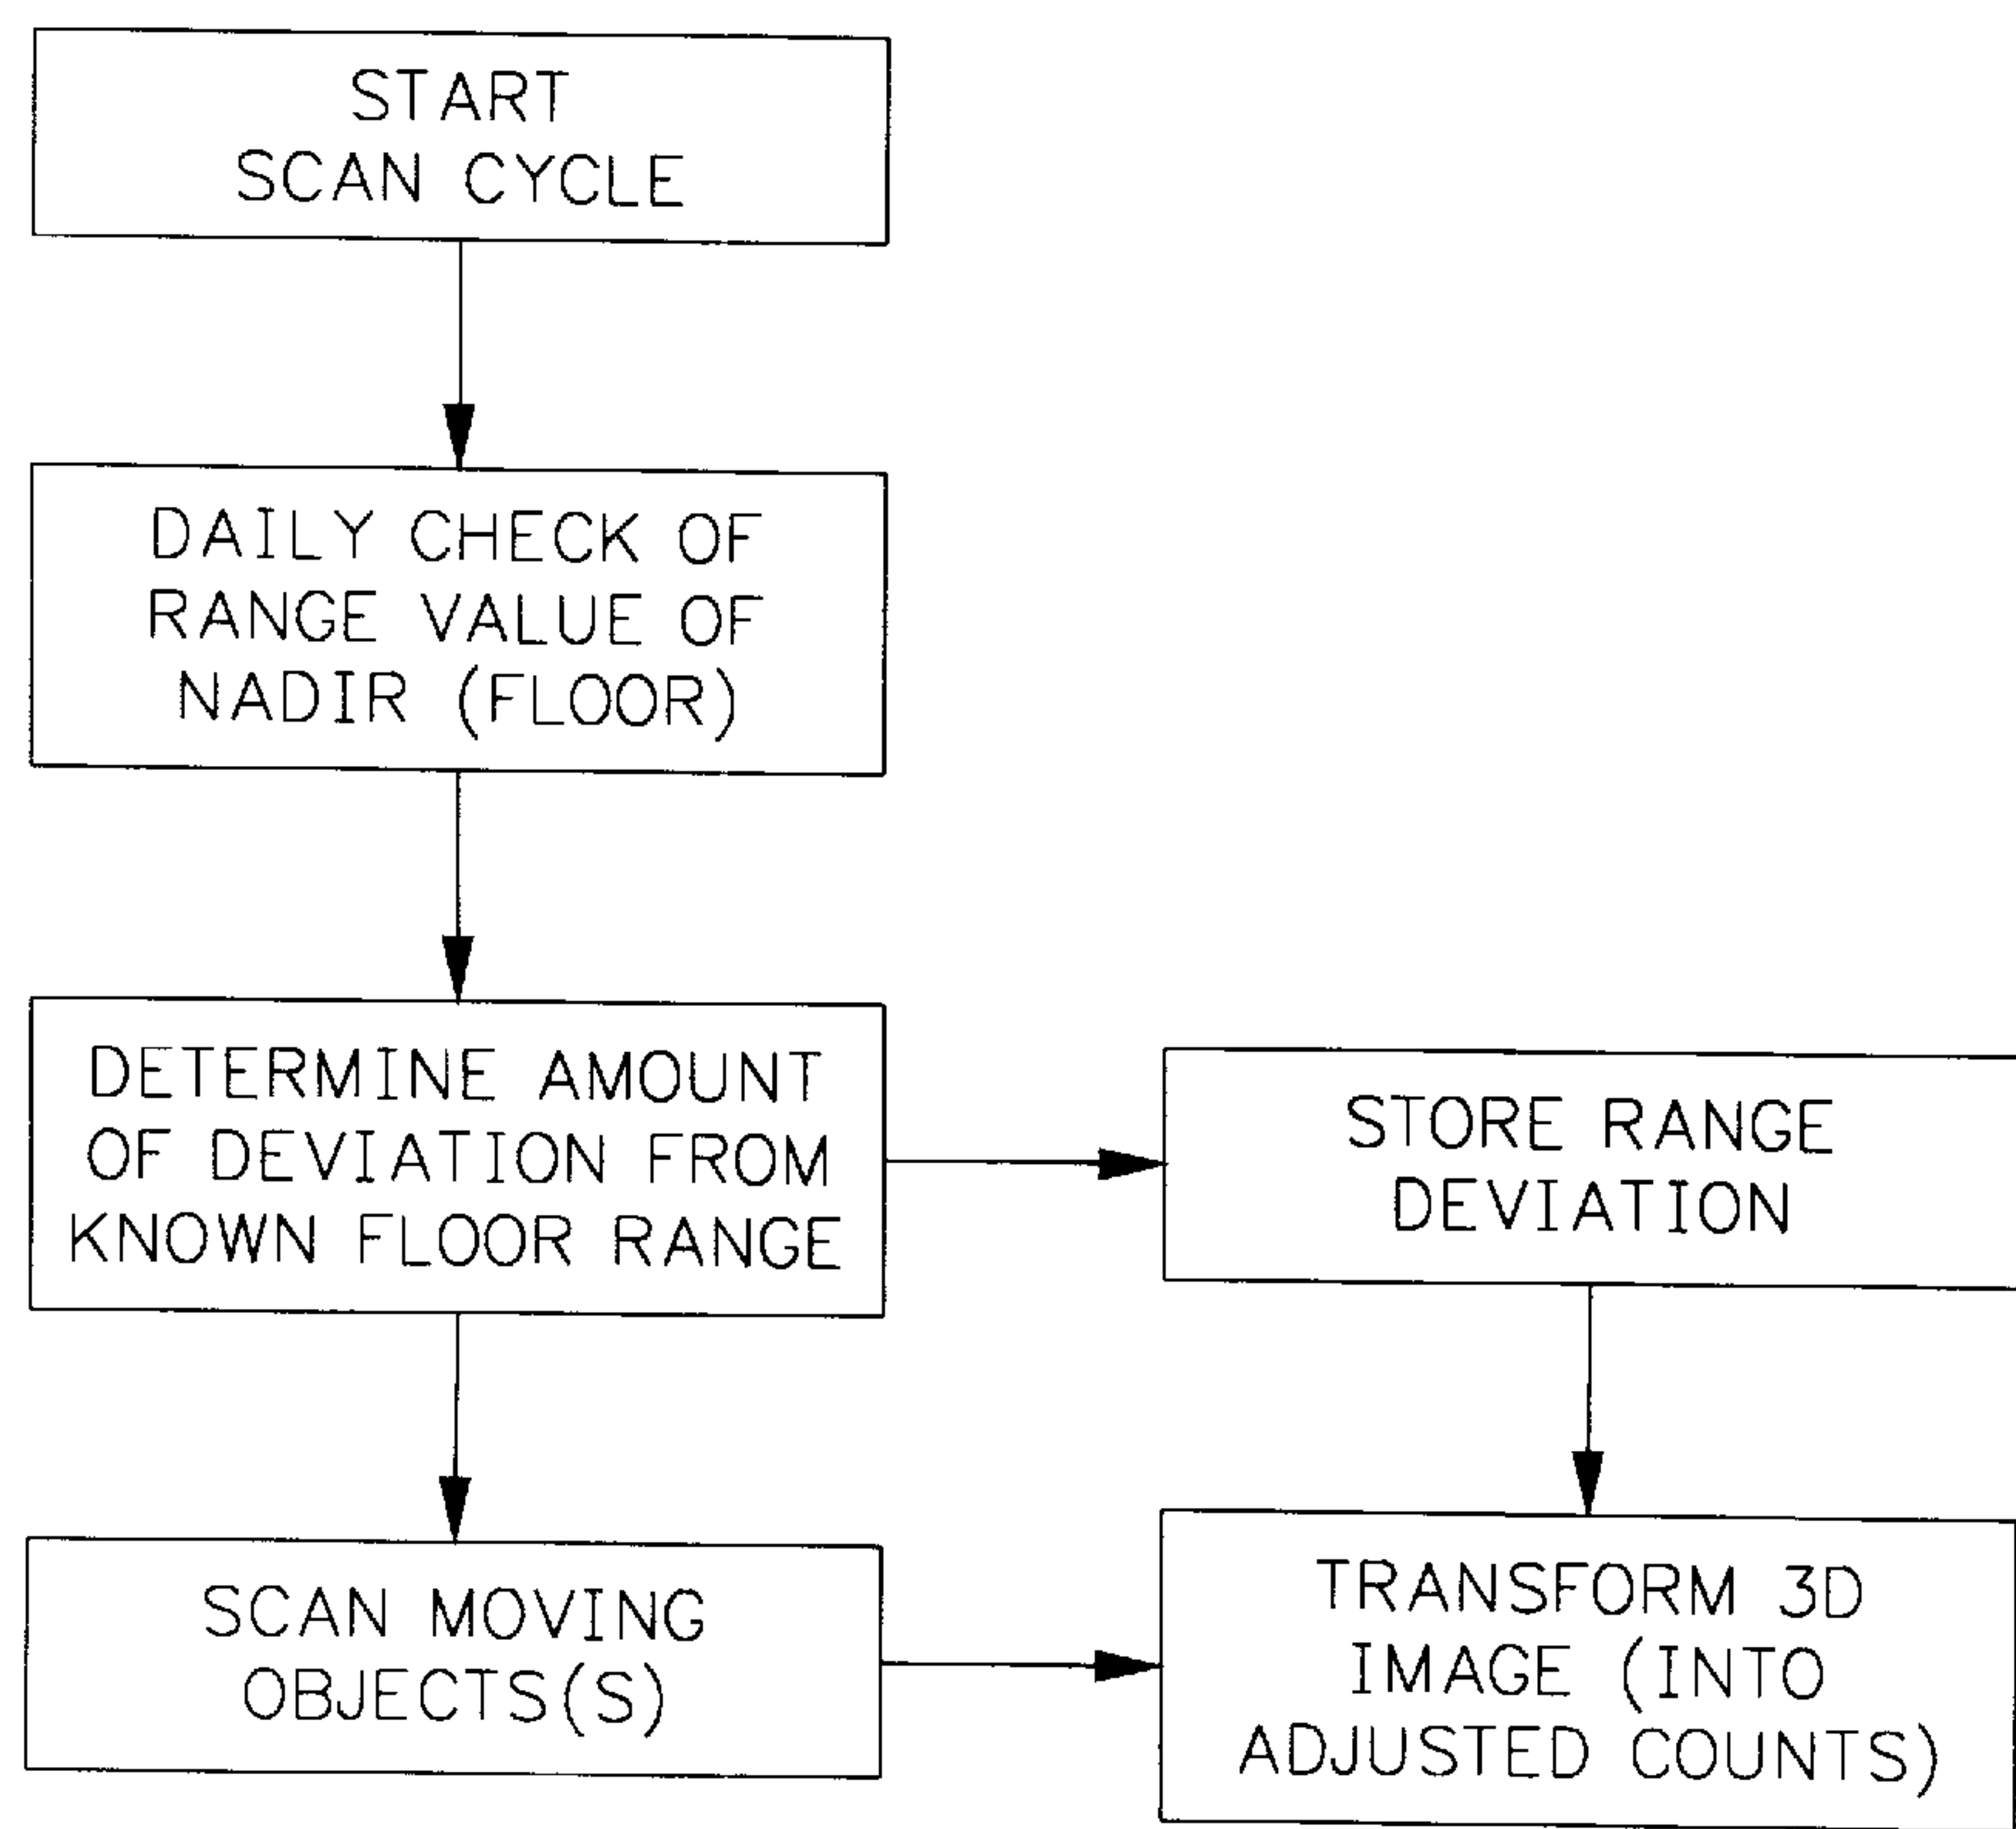 START
SCAN CYCLE
DAILY CHECK OF
RANGE VALUE OF
NADIR (FLOOR)
DETERMINE AMOUNT
OF DEVIATION FROM
KNOWN FLOOR RANGE
STORE RANGE
DEVIATION
SCAN MOVING
OBJECTS(S)
TRANSFORM 3D
IMAGE (INTO
ADJUSTED COUNTS)